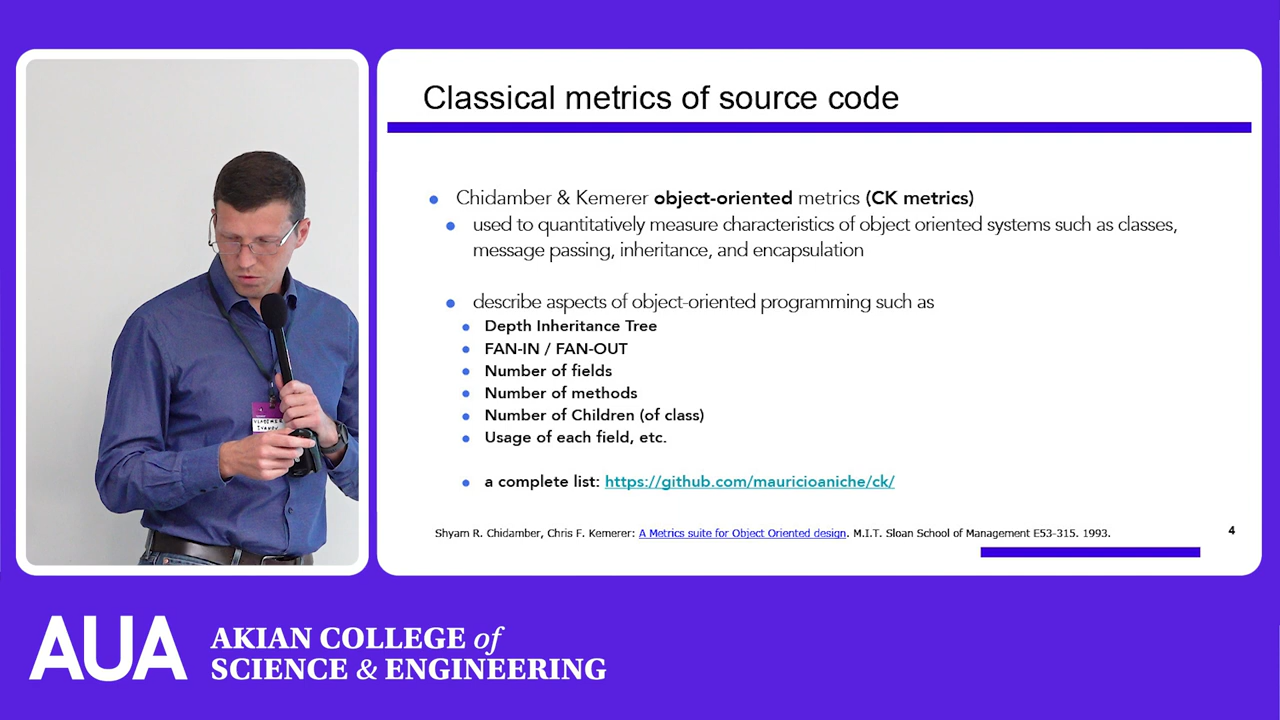 Classical metrics of source code
Chidamber & Kemerer object-oriented metrics (CK metrics)
used to quantitatively measure characteristics of object oriented systems such as classes,
message passing, inheritance, and encapsulation
describe aspects of object-oriented programming such as
Depth Inheritance Tree
FAN-IN / FAN-OUT
Number of fields
Number of methods
Number of Children (of class)
Usage of each field, etc.
a complete list: https://github.com/mauricioaniche/ck/
Shyam R. Chidamber, Chris F. Kemerer: A Metrics suite for Object Oriented design. M.I.T. Sloan School of Management E53-315. 1993.
4
AUA
AKIAN COLLEGE of
SCIENCE & ENGINEERING